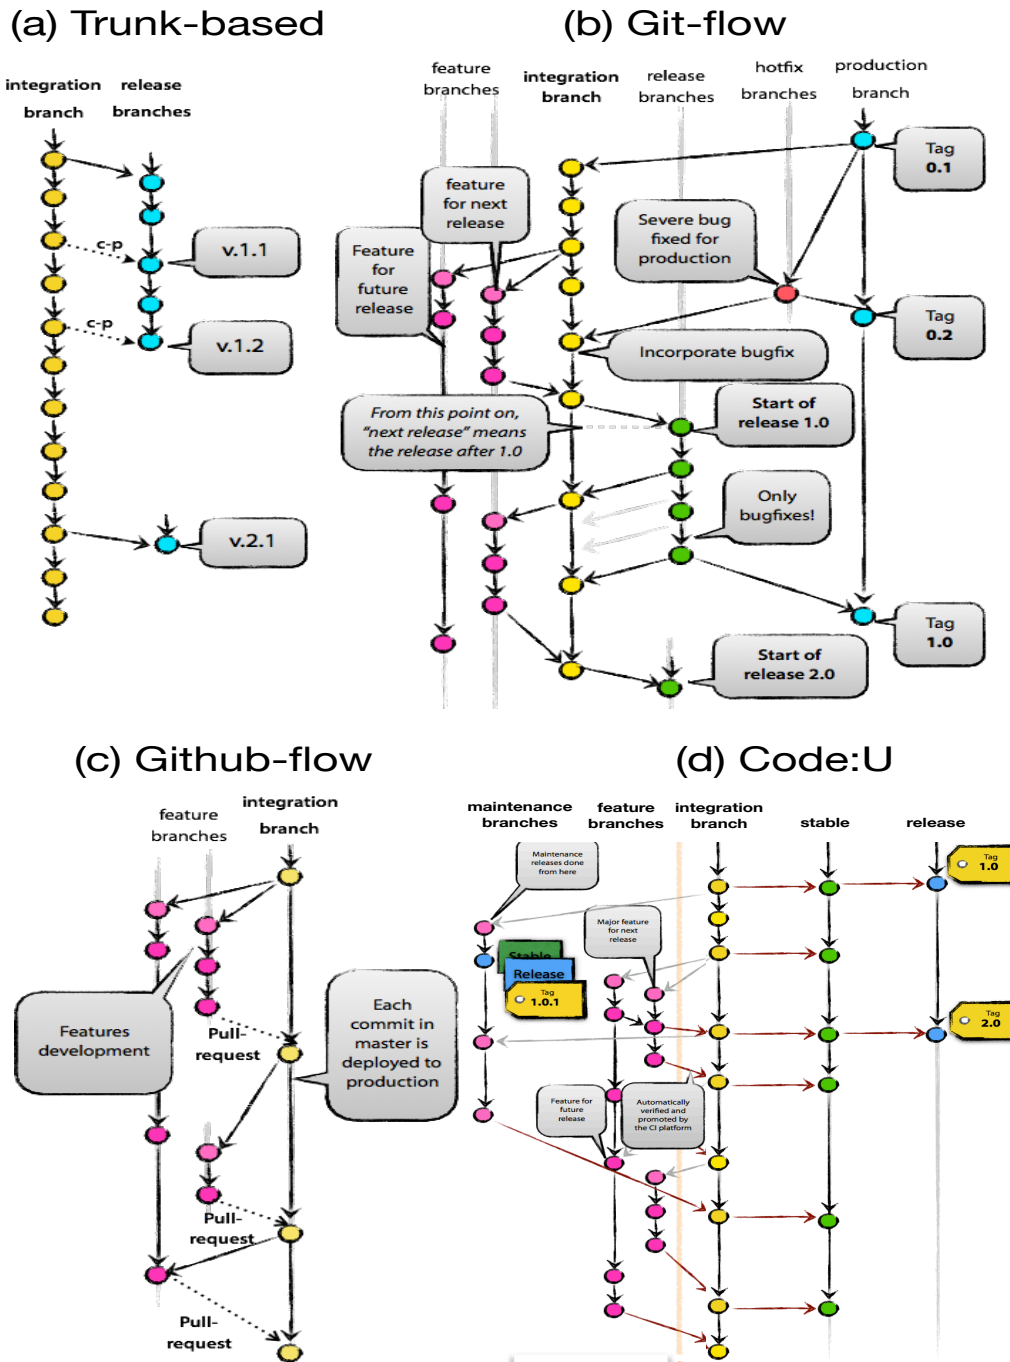 (a) Trunk-based
integration
branch
release
branches
c-p
v.1.1
c-p
v.1.2
v.2.1
(b) Git-flow
feature
branches
integration
branch
release
branches
hotfix
branches
production
branch
Tag
0.1
feature
for next
release
Severe bug
fixed for
production
Feature
for
future
release
Tag
0.2
Incorporate bugfix
From this point on,
“next release” means
the release after 1.0
Start of
release 1.0
Only
bugfixes!
Tag
1.0
Start of
release 2.0
(c) Github-flow
feature
branches
integration
branch
Features
development
Pull-
request
Each
commit in
master is
deployed to
production
Pull-
request
Pull-
request
(d) Code:U
maintenance
branches
feature
branches
integration
branch
stable
release
Maintenance
releases done
from here
Tag
1.0
Major feature
for next
release
Stable
Release
Tag
1.0.1
Tag
2.0
Feature for
future
release
Automatically
verified and
promoted by
the CI platform